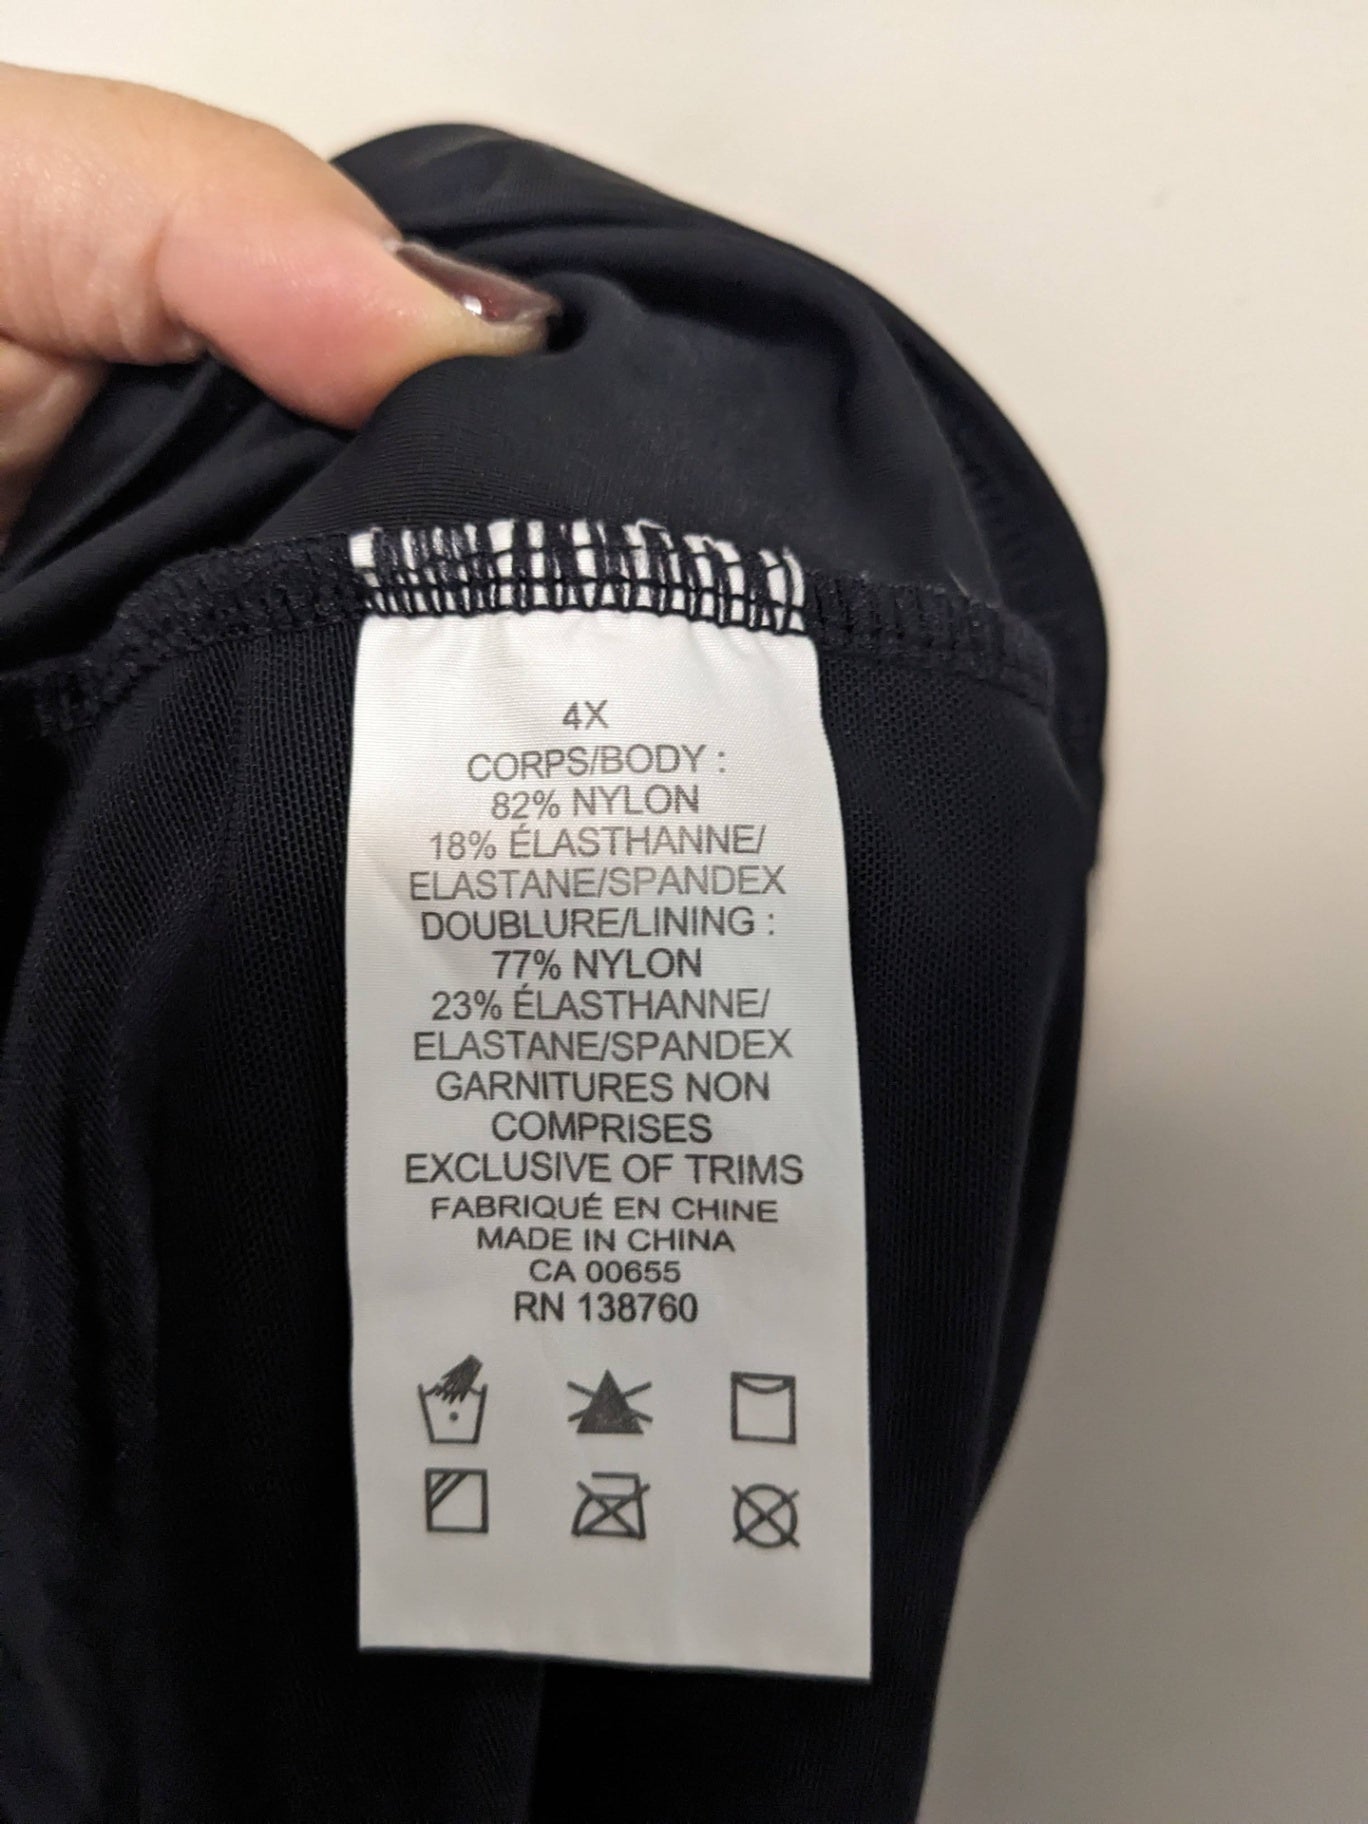 4X
CORPS/BODY :
82% NYLON
18% ÉLASTHANNE/
ELASTANE/SPANDEX
DOUBLURE/LINING :
77% NYLON
23% ÉLASTHANNE/
ELASTANE/SPANDEX
GARNITURES NON
COMPRISES
EXCLUSIVE OF TRIMS
FABRIQUÉ EN CHINE
MADE IN CHINA
CA 00655
RN 138760